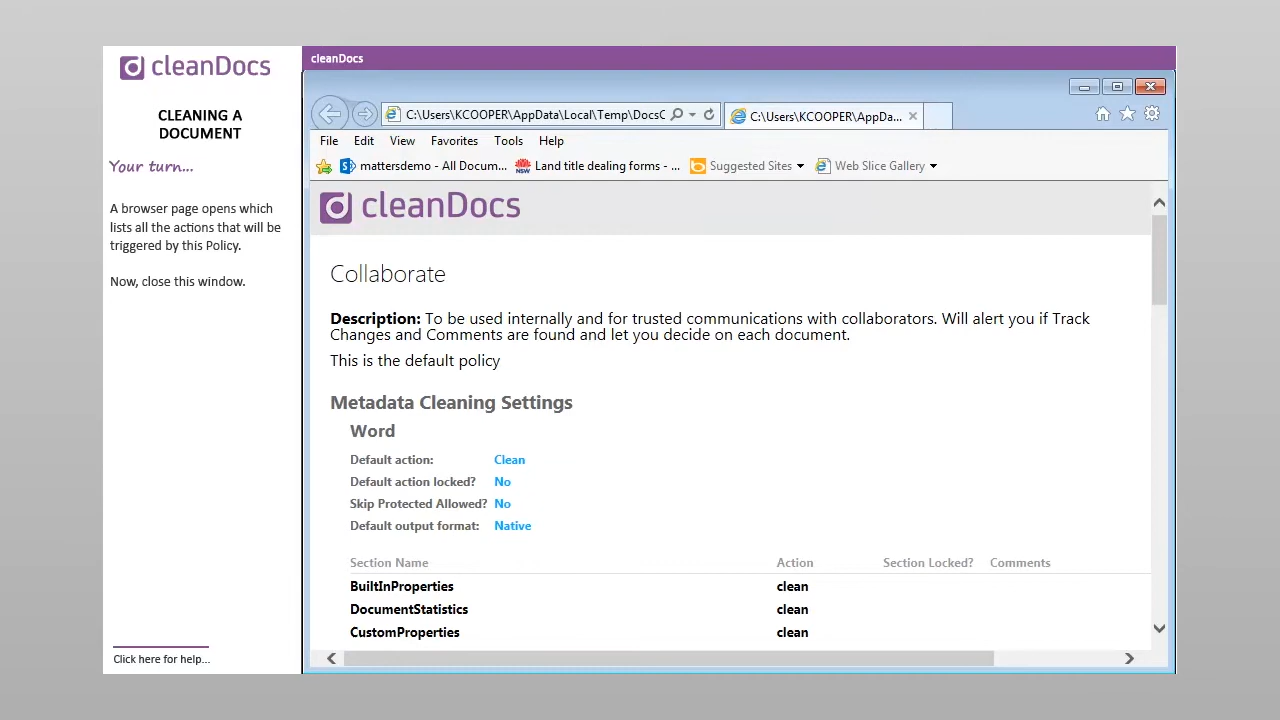 cleanDocs
CLEANING A
DOCUMENT
Your turn...
A browser page opens which
lists all the actions that will be
triggered by this Policy.
Now, close this window.
Click here for help...
cleanDocs
C:\Users\KCOOPER\AppData\Local\Temp\DocsC
C:\Users\KCOOPER\AppDa...
File Edit View Favorites Tools Help
mattersdemo - All Docum... Land title dealing forms - ... Suggested Sites Web Slice Gallery
cleanDocs
Collaborate
Description: To be used internally and for trusted communications with collaborators. Will alert you if Track
Changes and Comments are found and let you decide on each document.
This is the default policy
Metadata Cleaning Settings
Word
Default action: Clean
Default action locked? No
Skip Protected Allowed? No
Default output format: Native
Section Name Action Section Locked? Comments
BuiltInProperties clean
DocumentStatistics clean
CustomProperties clean